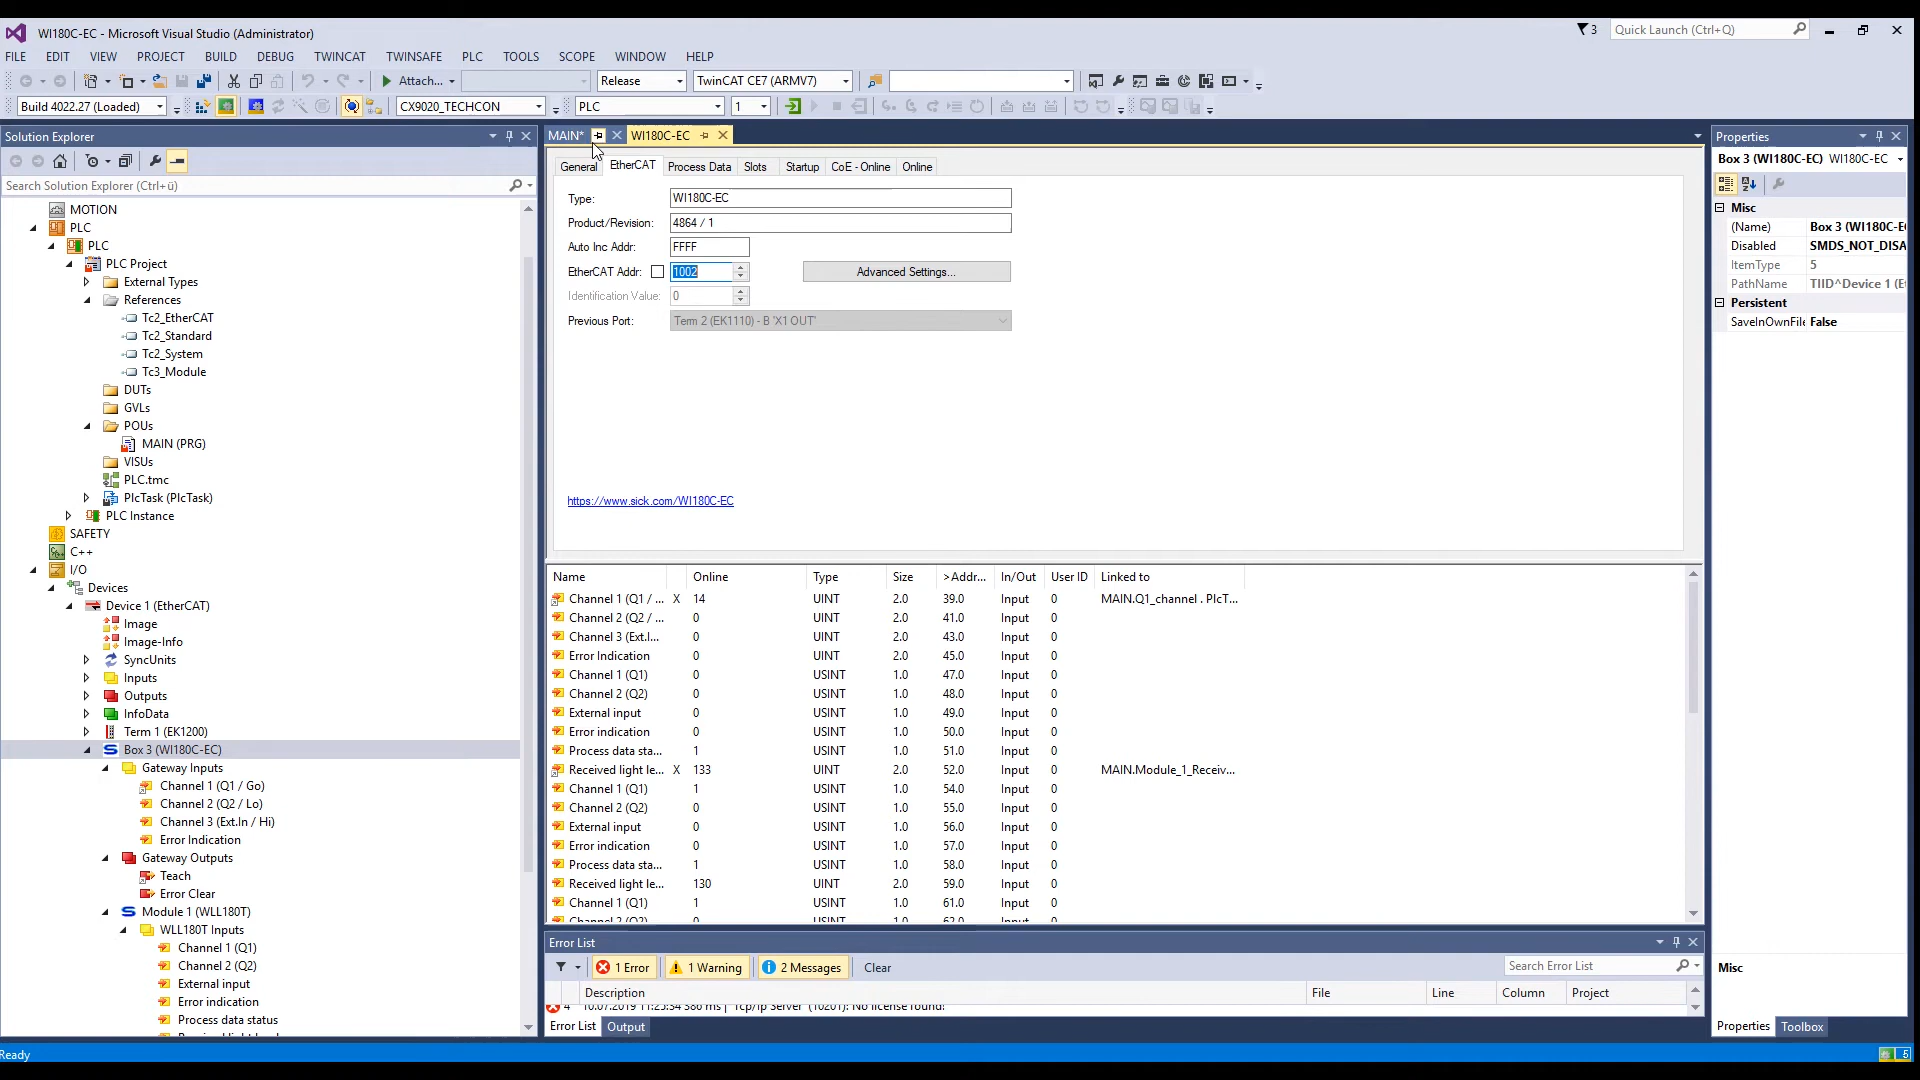 WI180C-EC - Microsoft Visual Studio (Administrator)
3
Quick Launch (Ctrl+Q)
FILE EDIT VIEW PROJECT BUILD DEBUG TWINCAT TWINSAFE PLC TOOLS SCOPE WINDOW HELP
Attach...
Release
TwinCAT CE7 (ARMV7)
Build 4022.27 (Loaded)
CX9020_TECHCON
PLC
1
Solution Explorer
Search Solution Explorer (Ctrl+ü)
MOTION
PLC
PLC
PLC Project
External Types
References
Tc2_EtherCAT
Tc2_Standard
Tc2_System
Tc3_Module
DUTs
GVLs
POUs
MAIN (PRG)
VISUs
PLC.tmc
PlcTask (PlcTask)
PLC Instance
SAFETY
C++
I/O
Devices
Device 1 (EtherCAT)
Image
Image-Info
SyncUnits
Inputs
Outputs
InfoData
Term 1 (EK1200)
Box 3 (WI180C-EC)
Gateway Inputs
Channel 1 (Q1 / Go)
Channel 2 (Q2 / Lo)
Channel 3 (Ext.In / Hi)
Error Indication
Gateway Outputs
Teach
Error Clear
Module 1 (WLL180T)
WLL180T Inputs
Channel 1 (Q1)
Channel 2 (Q2)
External input
Error indication
Process data status
MAIN* WI180C-EC
General EtherCAT Process Data Slots Startup CoE - Online Online
Type: WI180C-EC
Product/Revision: 4864 / 1
Auto Inc Addr: FFFF
EtherCAT Addr: 1002 Advanced Settings...
Identification Value: 0
Previous Port: Term 2 (EK1110) - B 'X1 OUT'
https://www.sick.com/WI180C-EC
Name Online Type Size >Addr... In/Out User ID Linked to
Channel 1 (Q1 / ... X 14 UINT 2.0 39.0 Input 0 MAIN.Q1_channel . PlcT...
Channel 2 (Q2 / ... 0 UINT 2.0 41.0 Input 0
Channel 3 (Ext.I... 0 UINT 2.0 43.0 Input 0
Error Indication 0 UINT 2.0 45.0 Input 0
Channel 1 (Q1) 0 USINT 1.0 47.0 Input 0
Channel 2 (Q2) 0 USINT 1.0 48.0 Input 0
External input 0 USINT 1.0 49.0 Input 0
Error indication 0 USINT 1.0 50.0 Input 0
Process data sta... 1 USINT 1.0 51.0 Input 0
Received light le... X 133 UINT 2.0 52.0 Input 0 MAIN.Module_1_Receiv...
Channel 1 (Q1) 1 USINT 1.0 54.0 Input 0
Channel 2 (Q2) 0 USINT 1.0 55.0 Input 0
External input 0 USINT 1.0 56.0 Input 0
Error indication 0 USINT 1.0 57.0 Input 0
Process data sta... 1 USINT 1.0 58.0 Input 0
Received light le... 130 UINT 2.0 59.0 Input 0
Channel 1 (Q1) 1 USINT 1.0 61.0 Input 0
Channel 2 (Q2) 0 USINT 1.0 62.0 Input 0
Error List
1 Error 1 Warning 2 Messages Clear
Search Error List
Description File Line Column Project
Error List Output
Properties
Box 3 (WI180C-EC) WI180C-EC
Misc
(Name) Box 3 (WI180C-E
Disabled SMDS_NOT_DISA
ItemType 5
PathName TIID^Device 1 (E
Persistent
SaveInOwnFile False
Misc
Properties Toolbox
Ready
5